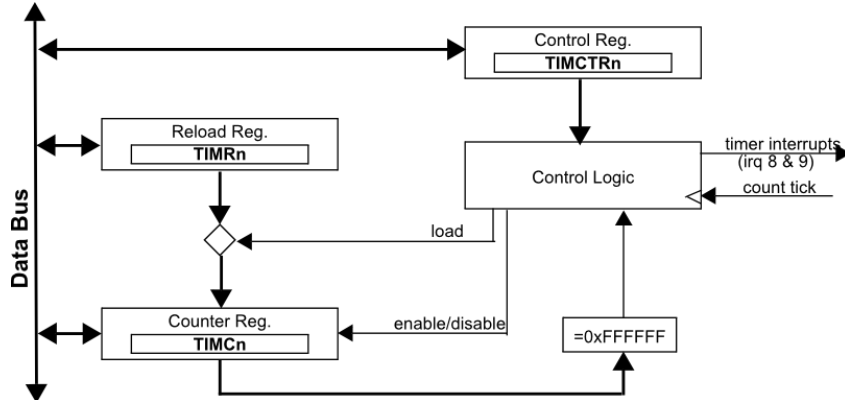 Control Reg.
TIMCTRn
Reload Reg.
TIMRn
timer interrupts
(irq 8 & 9)
Control Logic
count tick
load
Data Bus
Counter Reg.
TIMCn
enable/disable
=0xFFFFFF